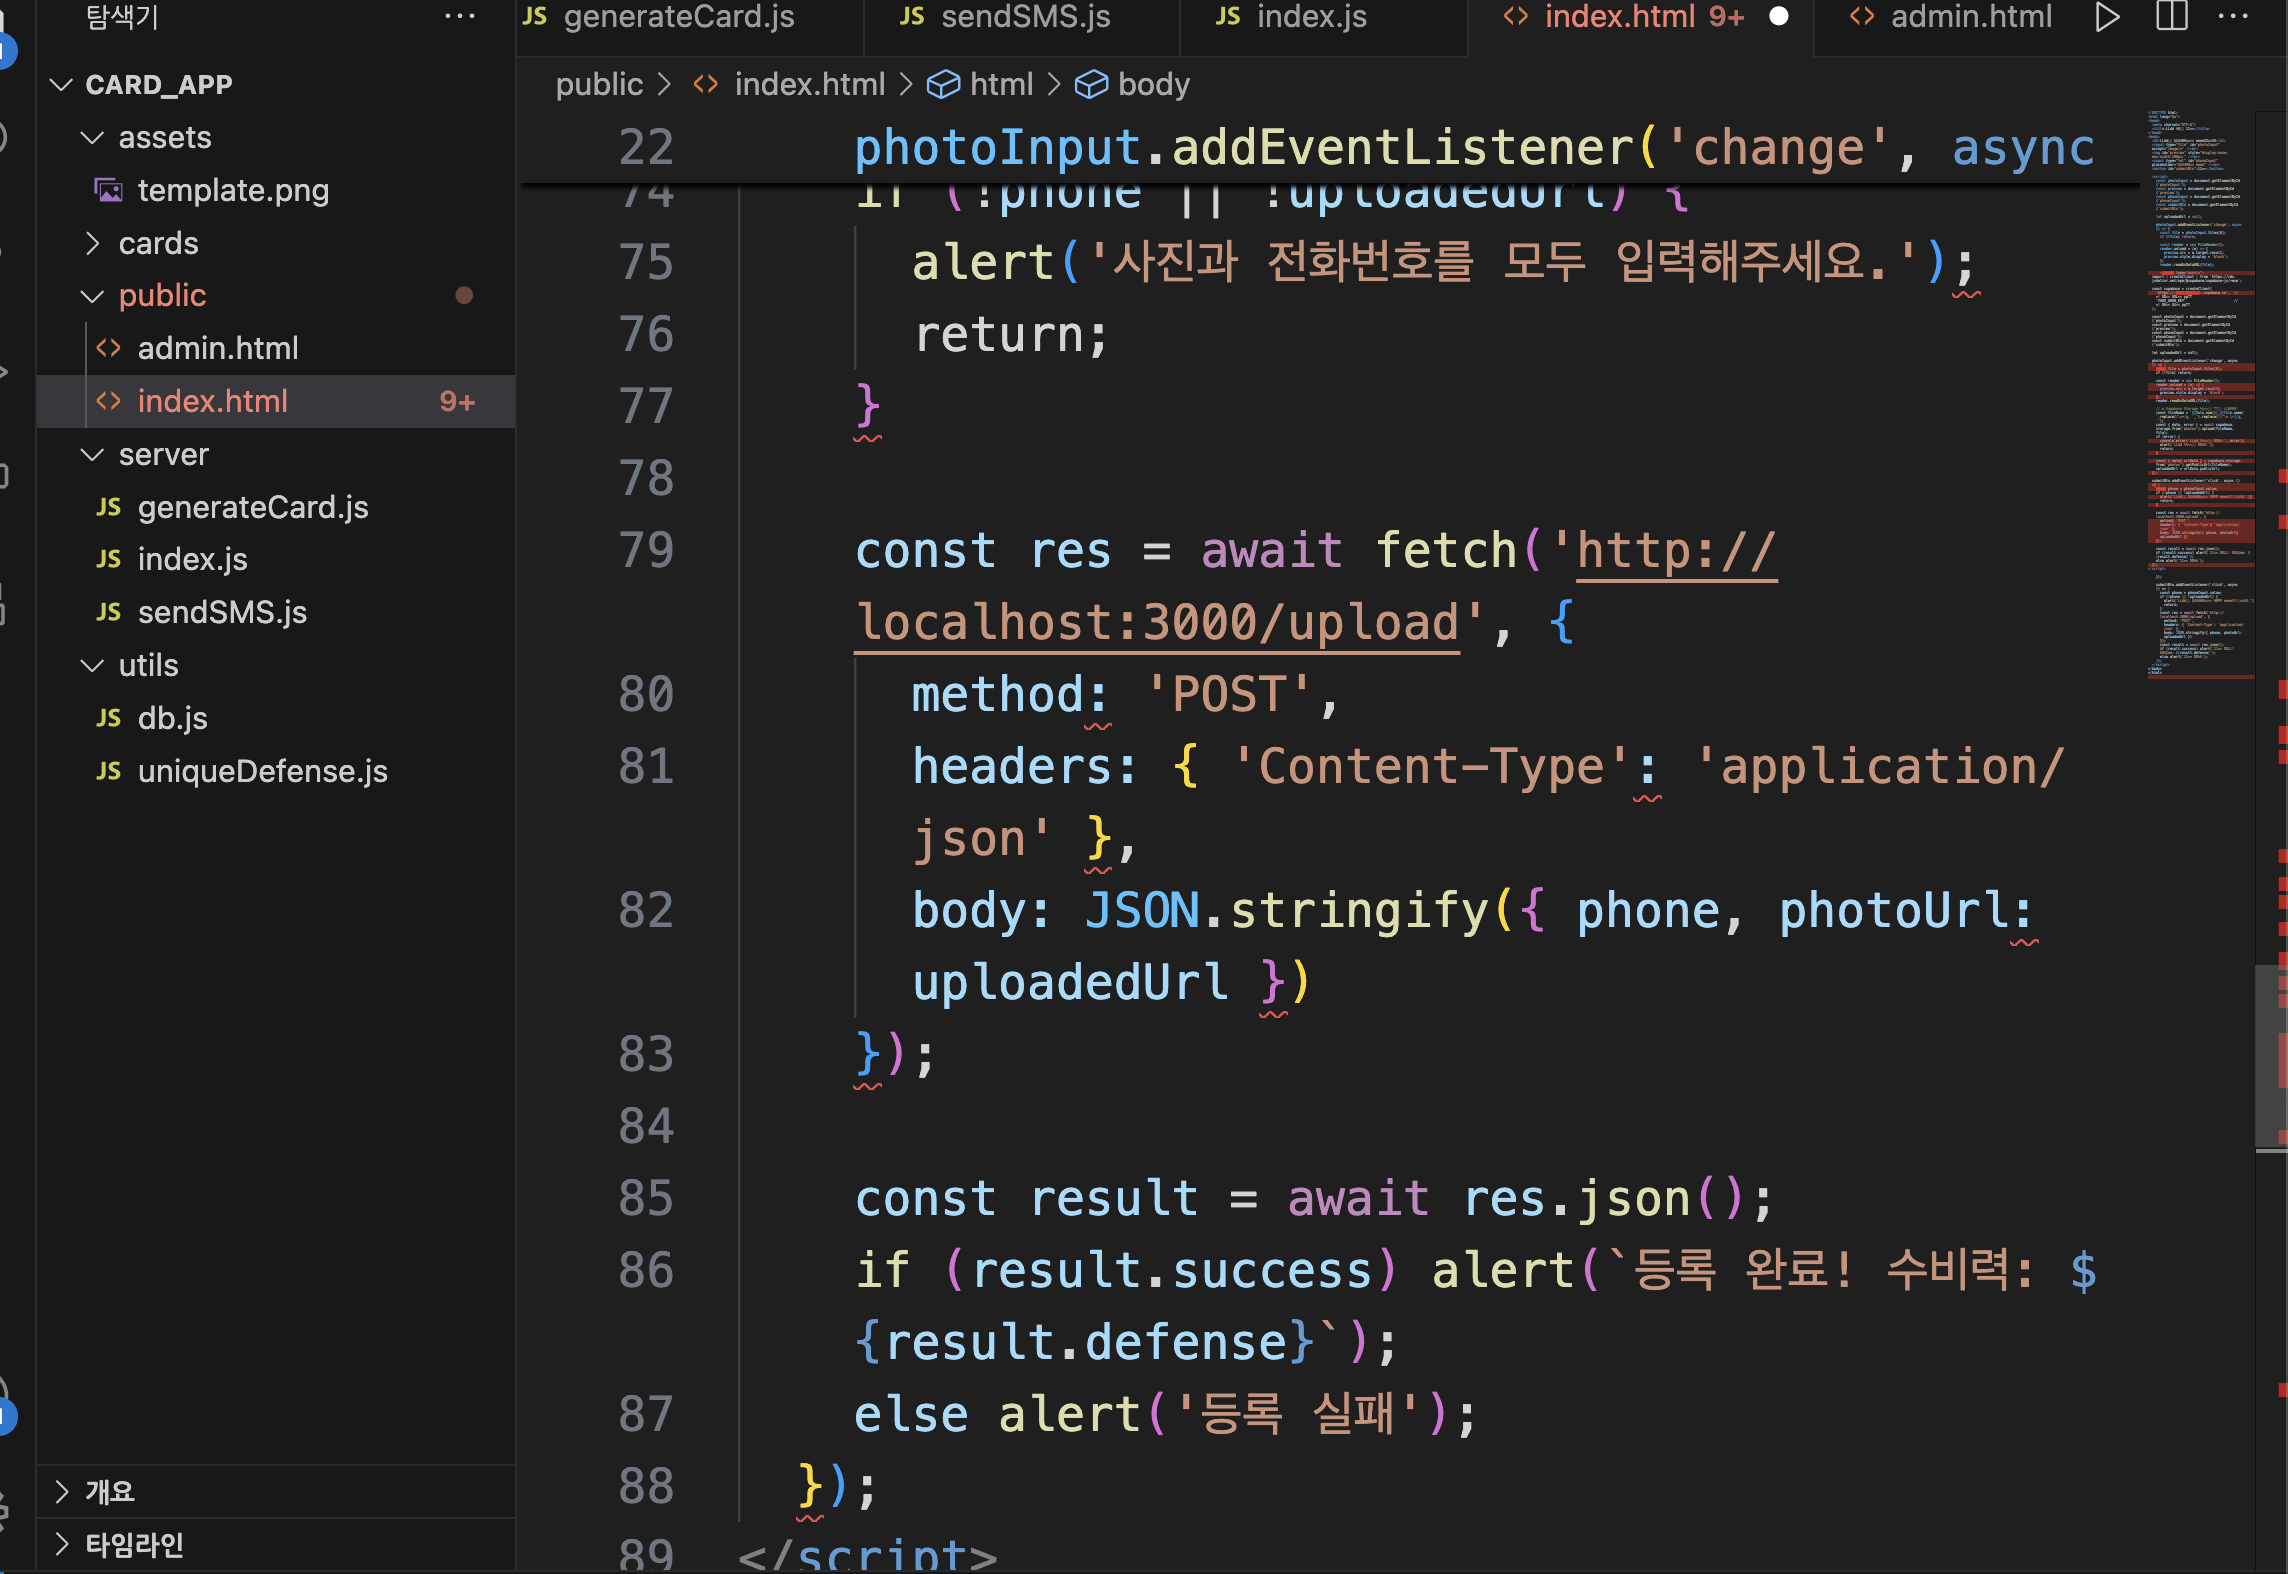 탐색기
CARD_APP
assets
template.png
cards
public
admin.html
index.html 9+
server
JS generateCard.js
JS index.js
JS sendSMS.js
utils
JS db.js
JS uniqueDefense.js
개요
타임라인
JS generateCard.js
JS sendSMS.js
JS index.js
index.html 9+
admin.html
public > index.html > html > body
22 photoInput.addEventListener('change', async
74 if (!phone || !uploadedUrl) {
75 alert('사진과 전화번호를 모두 입력해주세요.');
76 return;
77 }
78
79 const res = await fetch('http://
localhost:3000/upload', {
80 method: 'POST',
81 headers: { 'Content-Type': 'application/
json' },
82 body: JSON.stringify({ phone, photoUrl:
uploadedUrl })
83 });
84
85 const result = await res.json();
86 if (result.success) alert(`등록 완료! 수비력: $
{result.defense}`);
87 else alert('등록 실패');
88 });
89 </script>